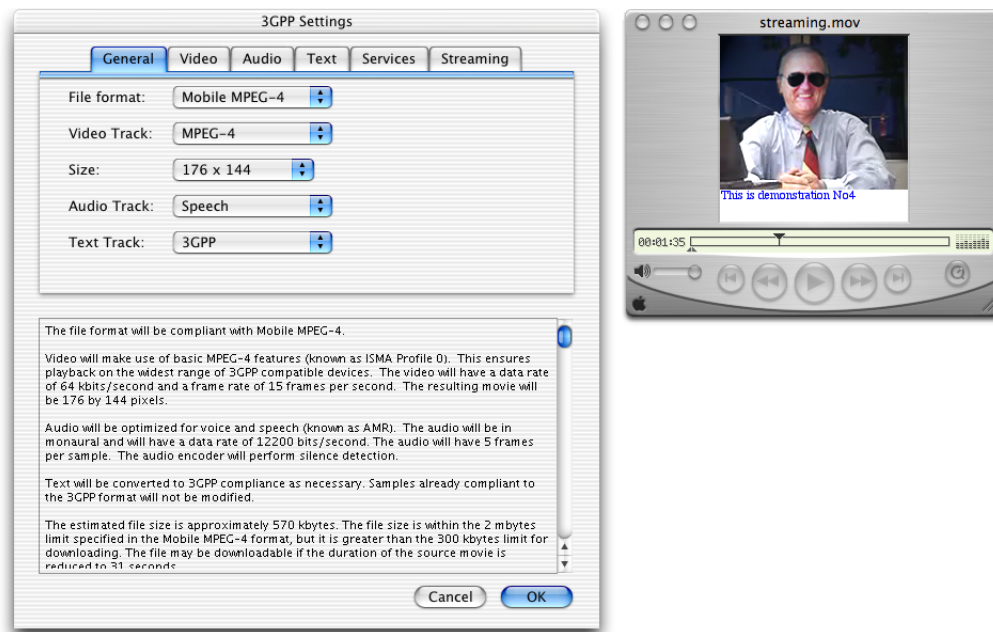 3GPP Settings
General Video Audio Text Services Streaming
File format: Mobile MPEG-4
Video Track: MPEG-4
Size: 176 x 144
Audio Track: Speech
Text Track: 3GPP
The file format will be compliant with Mobile MPEG-4.
Video will make use of basic MPEG-4 features (known as ISMA Profile 0). This ensures
playback on the widest range of 3GPP compatible devices. The video will have a data rate
of 64 kbits/second and a frame rate of 15 frames per second. The resulting movie will
be 176 by 144 pixels.
Audio will be optimized for voice and speech (known as AMR). The audio will be in
monaural and will have a data rate of 12200 bits/second. The audio will have 5 frames
per sample. The audio encoder will perform silence detection.
Text will be converted to 3GPP compliance as necessary. Samples already compliant to
the 3GPP format will not be modified.
The estimated file size is approximately 570 kbytes. The file size is within the 2 mbytes
limit specified in the Mobile MPEG-4 format, but it is greater than the 300 kbytes limit for
downloading. The file may be downloadable if the duration of the source movie is
reduced to 31 seconds
Cancel OK
streaming.mov
This is demonstration No4
00:01:35